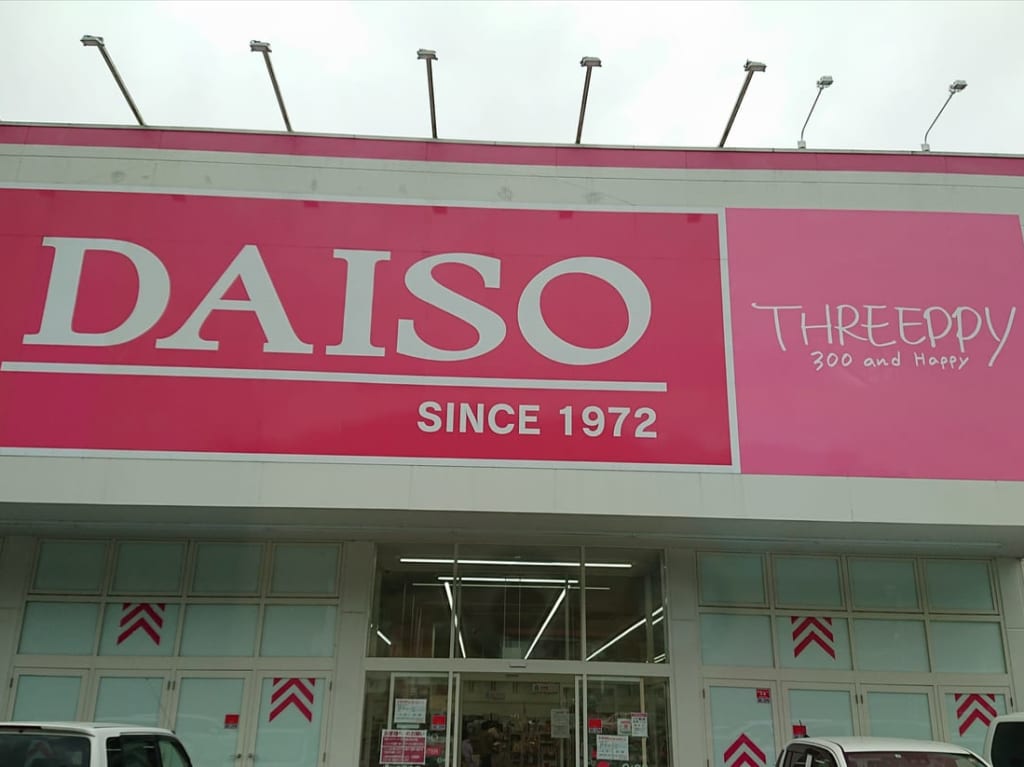 DAISO
SINCE 1972
THREEPPY
300 and Happy